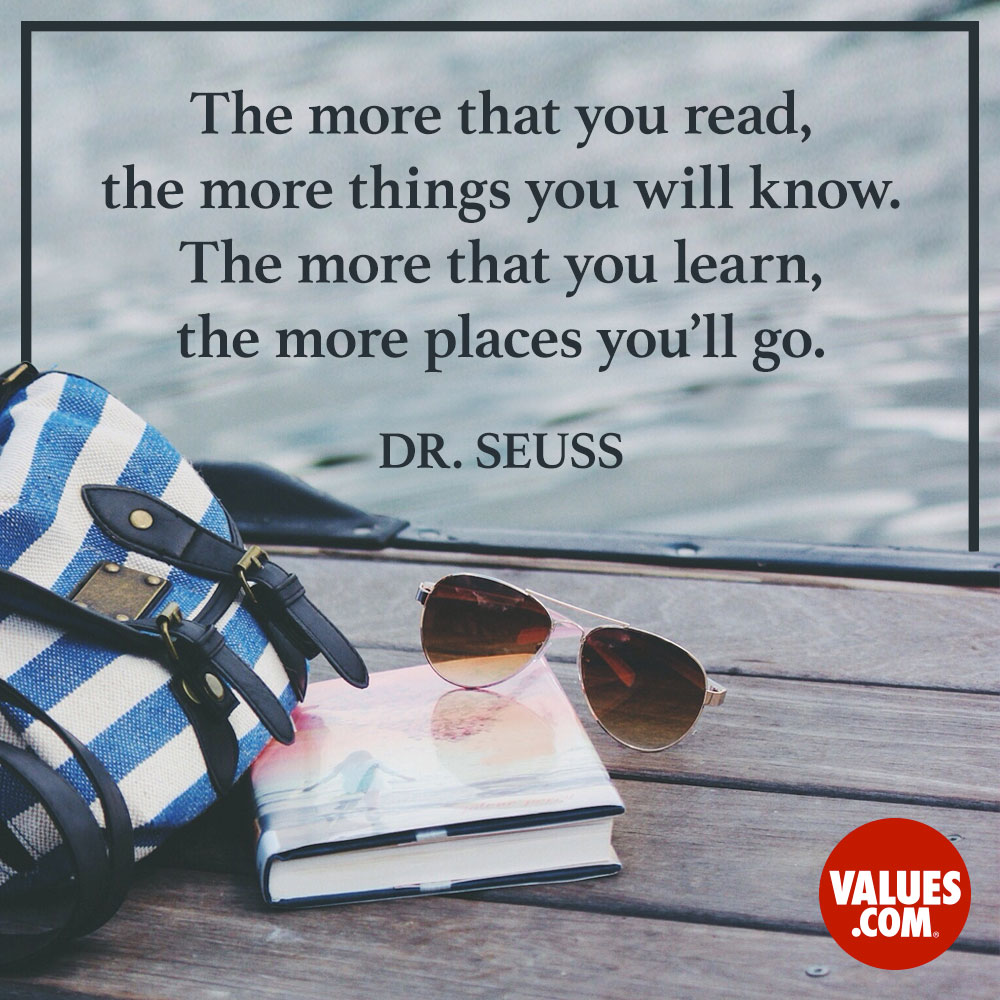 The more that you read,
the more things you will know.
The more that you learn,
the more places you’ll go.
DR. SEUSS
VALUES
.COM®